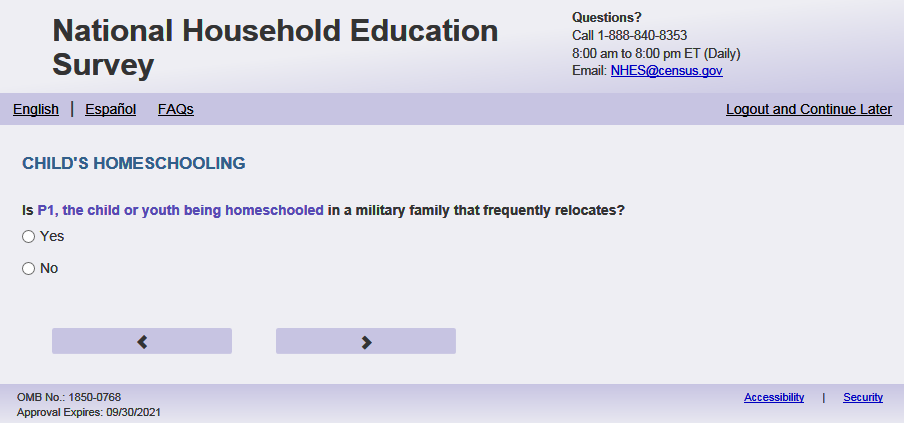 National Household Education
Survey
Questions?
Call 1-888-840-8353
8:00 am to 8:00 pm ET (Daily)
Email: NHES@census.gov
English | Español FAQs
Logout and Continue Later
CHILD'S HOMESCHOOLING
Is P1, the child or youth being homeschooled in a military family that frequently relocates?
Yes
No
OMB No.: 1850-0768
Approval Expires: 09/30/2021
Accessibility | Security